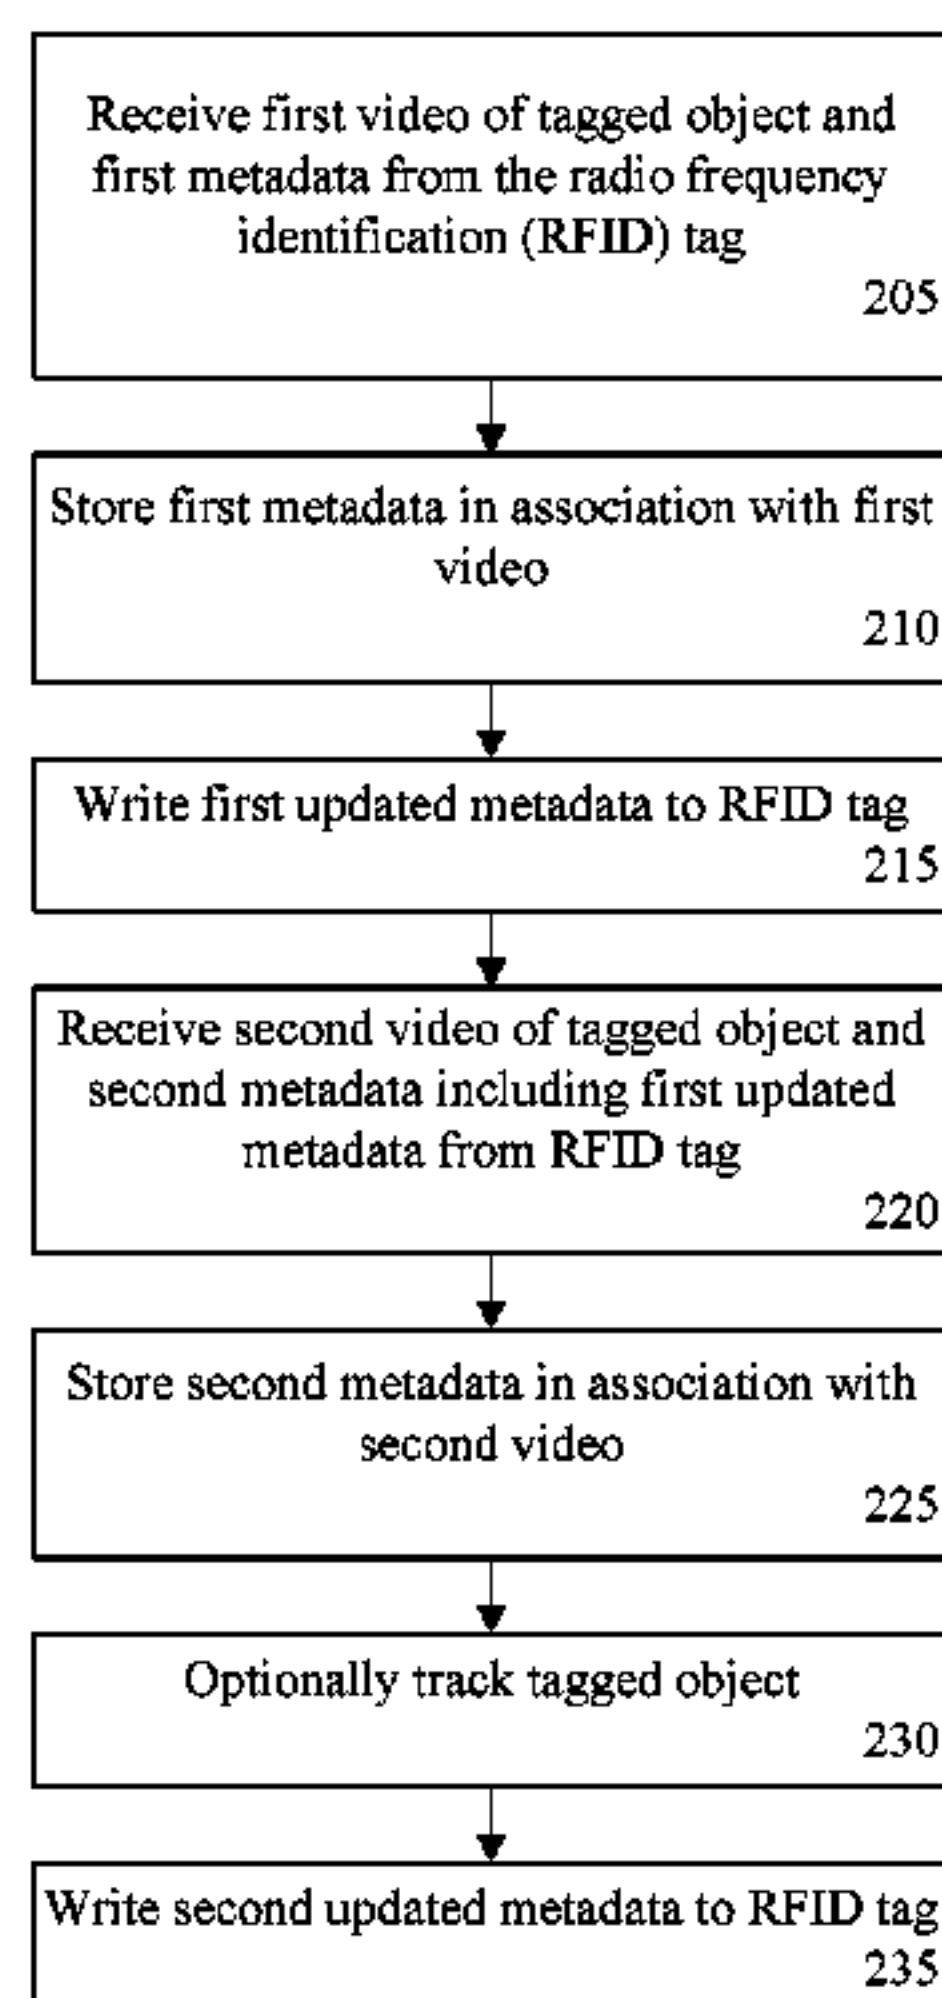 Receive first video of tagged object and
first metadata from the radio frequency
identification (RFID) tag
205
Store first metadata in association with first
video
210
Write first updated metadata to RFID tag
215
Receive second video of tagged object and
second metadata including first updated
metadata from RFID tag
220
Store second metadata in association with
second video
225
Optionally track tagged object
230
Write second updated metadata to RFID tag
235